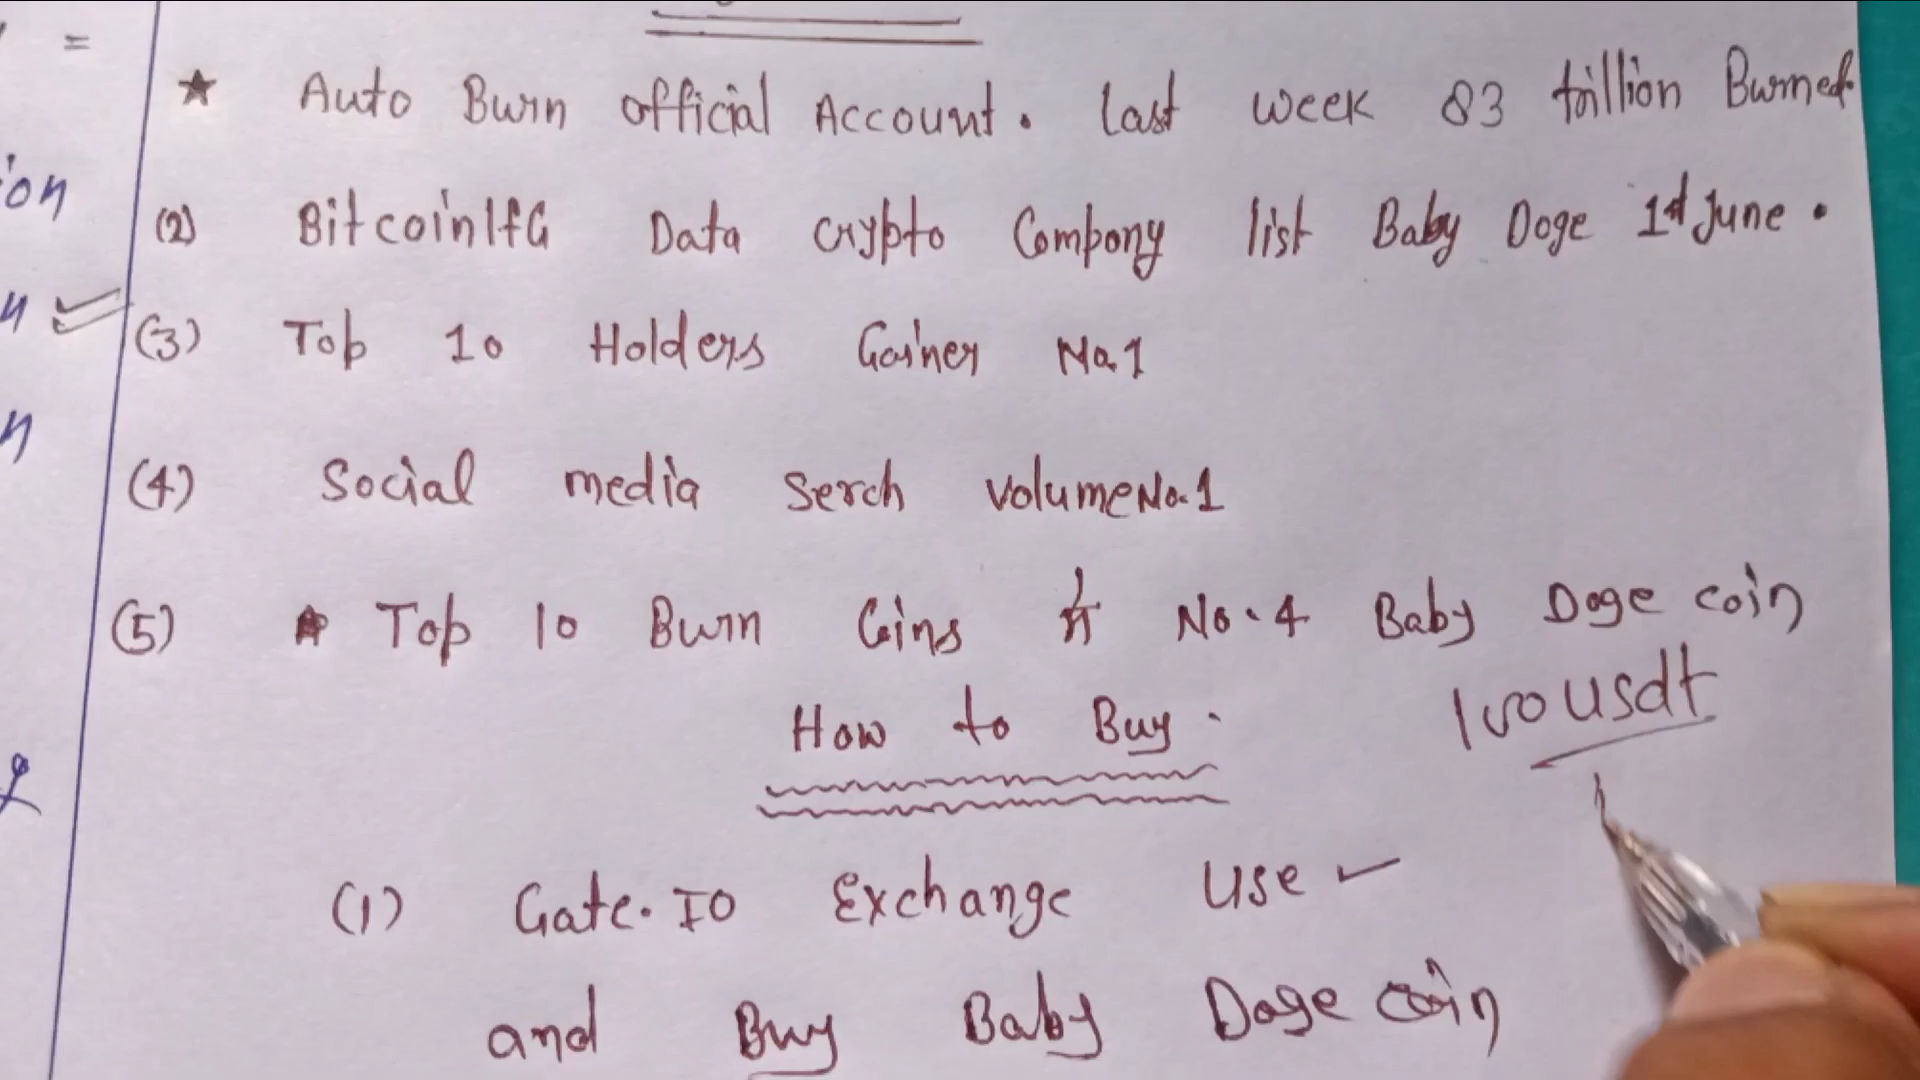 =
★ Auto Burn official Account. last week 83 trillion Burned.
ion
(2) BitcoinIfG Data crypto Company list Baby Doge 1st June.
(3) Top 10 Holders Gainer No.1
(4) Social media Serch volume No.1
(5) ★ Top 10 Burn Coins में No.4 Baby Doge coin
100 usdt
How to Buy.
(1) Gate.IO Exchange Use ✓
and Buy Baby Doge coin